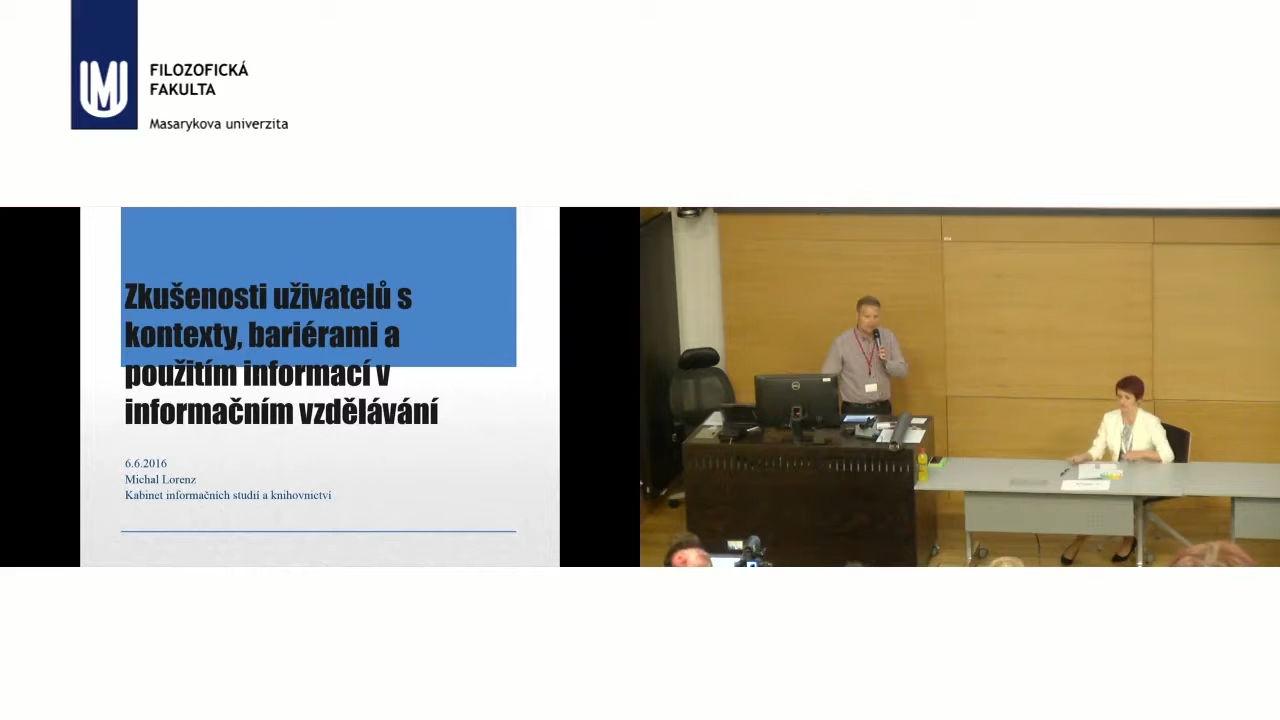 FILOZOFICKÁ
FAKULTA
Masarykova univerzita
Zkušenosti uživatelů s
kontexty, bariérami a
použitím informací v
informačním vzdělávání
6.6.2016
Michal Lorenz
Kabinet informačních studií a knihovnictví